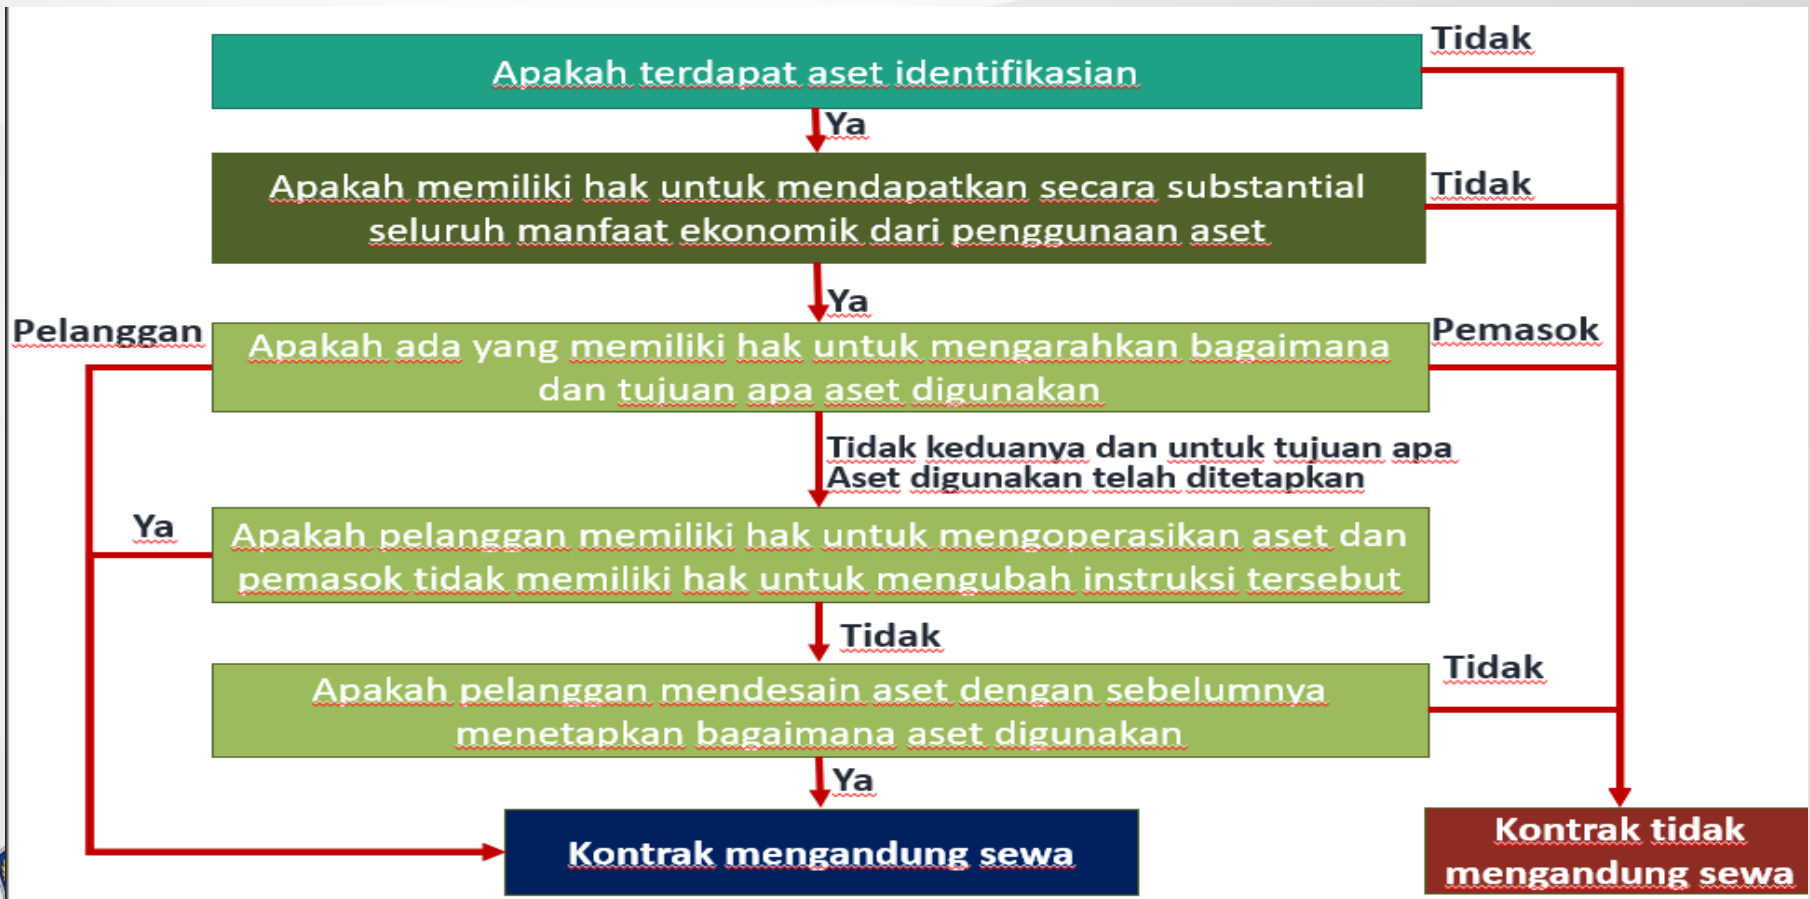 Apakah terdapat aset identifikasian
Tidak
Ya
Apakah memiliki hak untuk mendapatkan secara substantial
seluruh manfaat ekonomik dari penggunaan aset
Tidak
Ya
Pelanggan
Apakah ada yang memiliki hak untuk mengarahkan bagaimana
dan tujuan apa aset digunakan
Pemasok
Tidak keduanya dan untuk tujuan apa
Aset digunakan telah ditetapkan
Ya
Apakah pelanggan memiliki hak untuk mengoperasikan aset dan
pemasok tidak memiliki hak untuk mengubah instruksi tersebut
Tidak
Apakah pelanggan mendesain aset dengan sebelumnya
menetapkan bagaimana aset digunakan
Tidak
Ya
Kontrak mengandung sewa
Kontrak tidak
mengandung sewa